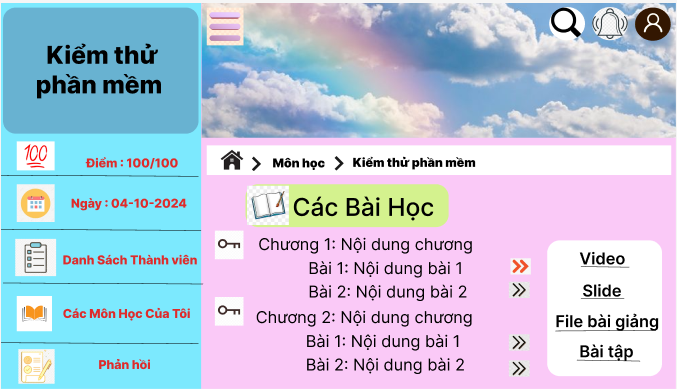 Kiểm thử
phần mềm
100
Điểm : 100/100
Ngày : 04-10-2024
Danh Sách Thành viên
Các Môn Học Của Tôi
Phản hồi
Môn học
Kiểm thử phần mềm
Các Bài Học
Chương 1: Nội dung chương
Bài 1: Nội dung bài 1
Bài 2: Nội dung bài 2
Chương 2: Nội dung chương
Bài 1: Nội dung bài 1
Bài 2: Nội dung bài 2
Video
Slide
File bài giảng
Bài tập